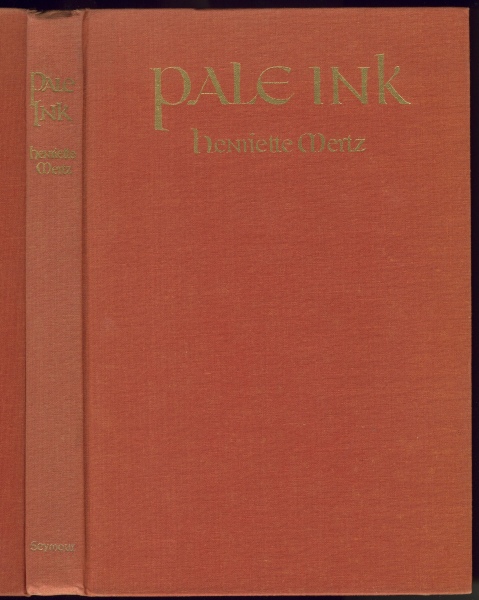 PALE
INK
Henriette
Mertz
Seymour
PALE INK
Henriette Mertz